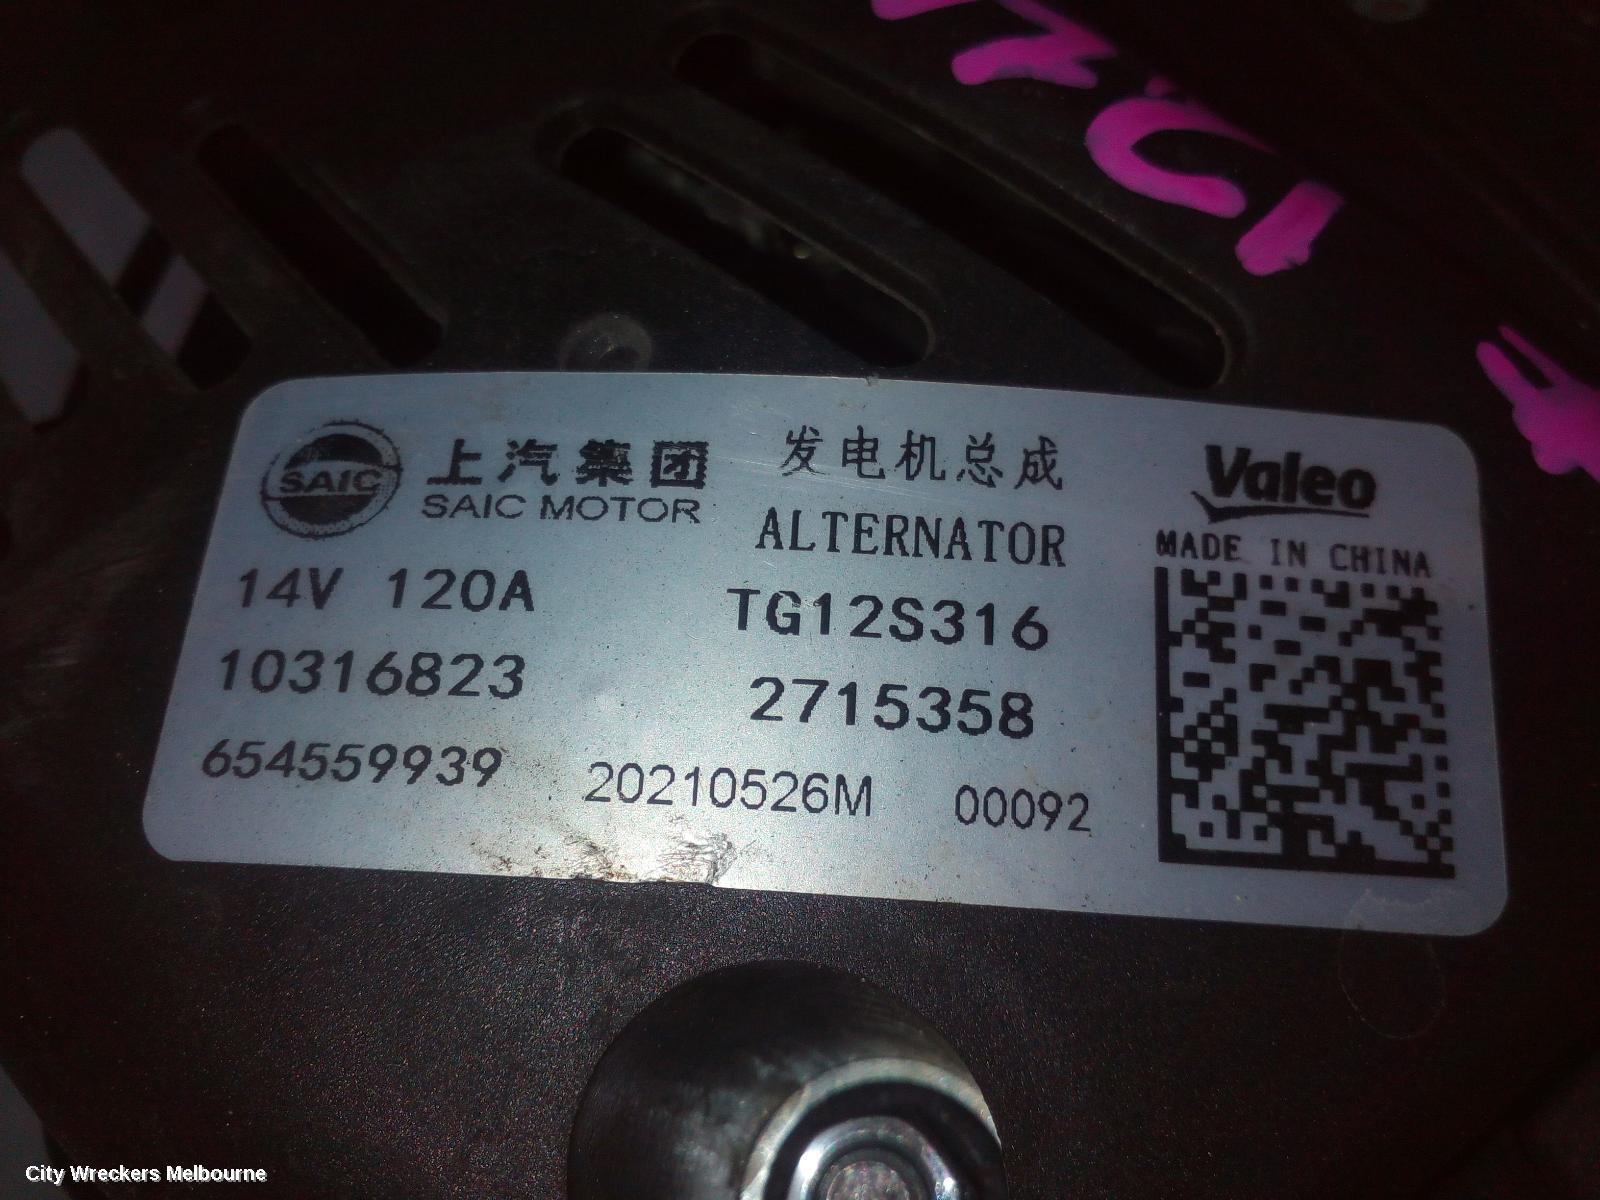 SAIC
上汽集团
SAIC MOTOR
发电机总成
ALTERNATOR
Valeo
MADE IN CHINA
14V 120A
TG12S316
10316823
2715358
654559939
20210526M
00092
City Wreckers Melbourne